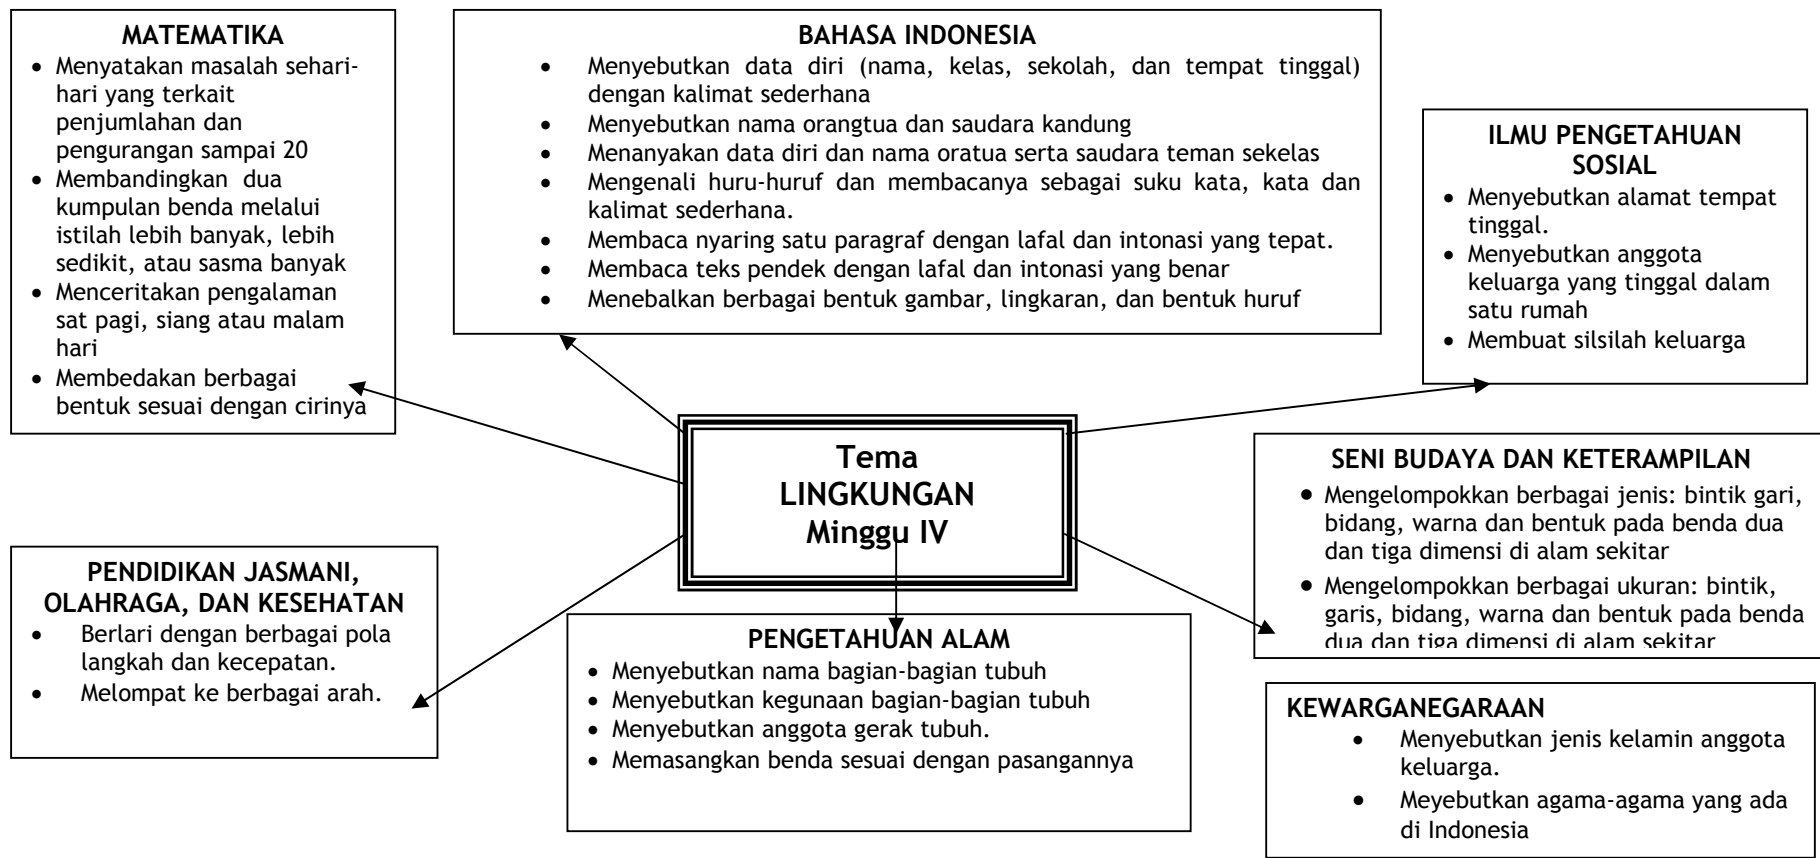 MATEMATIKA
• Menyatakan masalah sehari-
hari yang terkait
penjumlahan dan
pengurangan sampai 20
• Membandingkan dua
kumpulan benda melalui
istilah lebih banyak, lebih
sedikit, atau sasma banyak
• Menceritakan pengalaman
sat pagi, siang atau malam
hari
• Membedakan berbagai
bentuk sesuai dengan cirinya
BAHASA INDONESIA
• Menyebutkan data diri (nama, kelas, sekolah, dan tempat tinggal)
dengan kalimat sederhana
• Menyebutkan nama orangtua dan saudara kandung
• Menanyakan data diri dan nama oratua serta saudara teman sekelas
• Mengenali huru-huruf dan membacanya sebagai suku kata, kata dan
kalimat sederhana.
• Membaca nyaring satu paragraf dengan lafal dan intonasi yang tepat.
• Membaca teks pendek dengan lafal dan intonasi yang benar
• Menebalkan berbagai bentuk gambar, lingkaran, dan bentuk huruf
ILMU PENGETAHUAN
SOSIAL
• Menyebutkan alamat tempat
tinggal.
• Menyebutkan anggota
keluarga yang tinggal dalam
satu rumah
• Membuat silsilah keluarga
Tema
LINGKUNGAN
Minggu IV
SENI BUDAYA DAN KETERAMPILAN
• Mengelompokkan berbagai jenis: bintik gari,
bidang, warna dan bentuk pada benda dua
dan tiga dimensi di alam sekitar
• Mengelompokkan berbagai ukuran: bintik,
garis, bidang, warna dan bentuk pada benda
dua dan tiga dimensi di alam sekitar
PENDIDIKAN JASMANI,
OLAHRAGA, DAN KESEHATAN
• Berlari dengan berbagai pola
langkah dan kecepatan.
• Melompat ke berbagai arah.
PENGETAHUAN ALAM
• Menyebutkan nama bagian-bagian tubuh
• Menyebutkan kegunaan bagian-bagian tubuh
• Menyebutkan anggota gerak tubuh.
• Memasangkan benda sesuai dengan pasangannya
KEWARGANEGARAAN
• Menyebutkan jenis kelamin anggota
keluarga.
• Meyebutkan agama-agama yang ada
di Indonesia